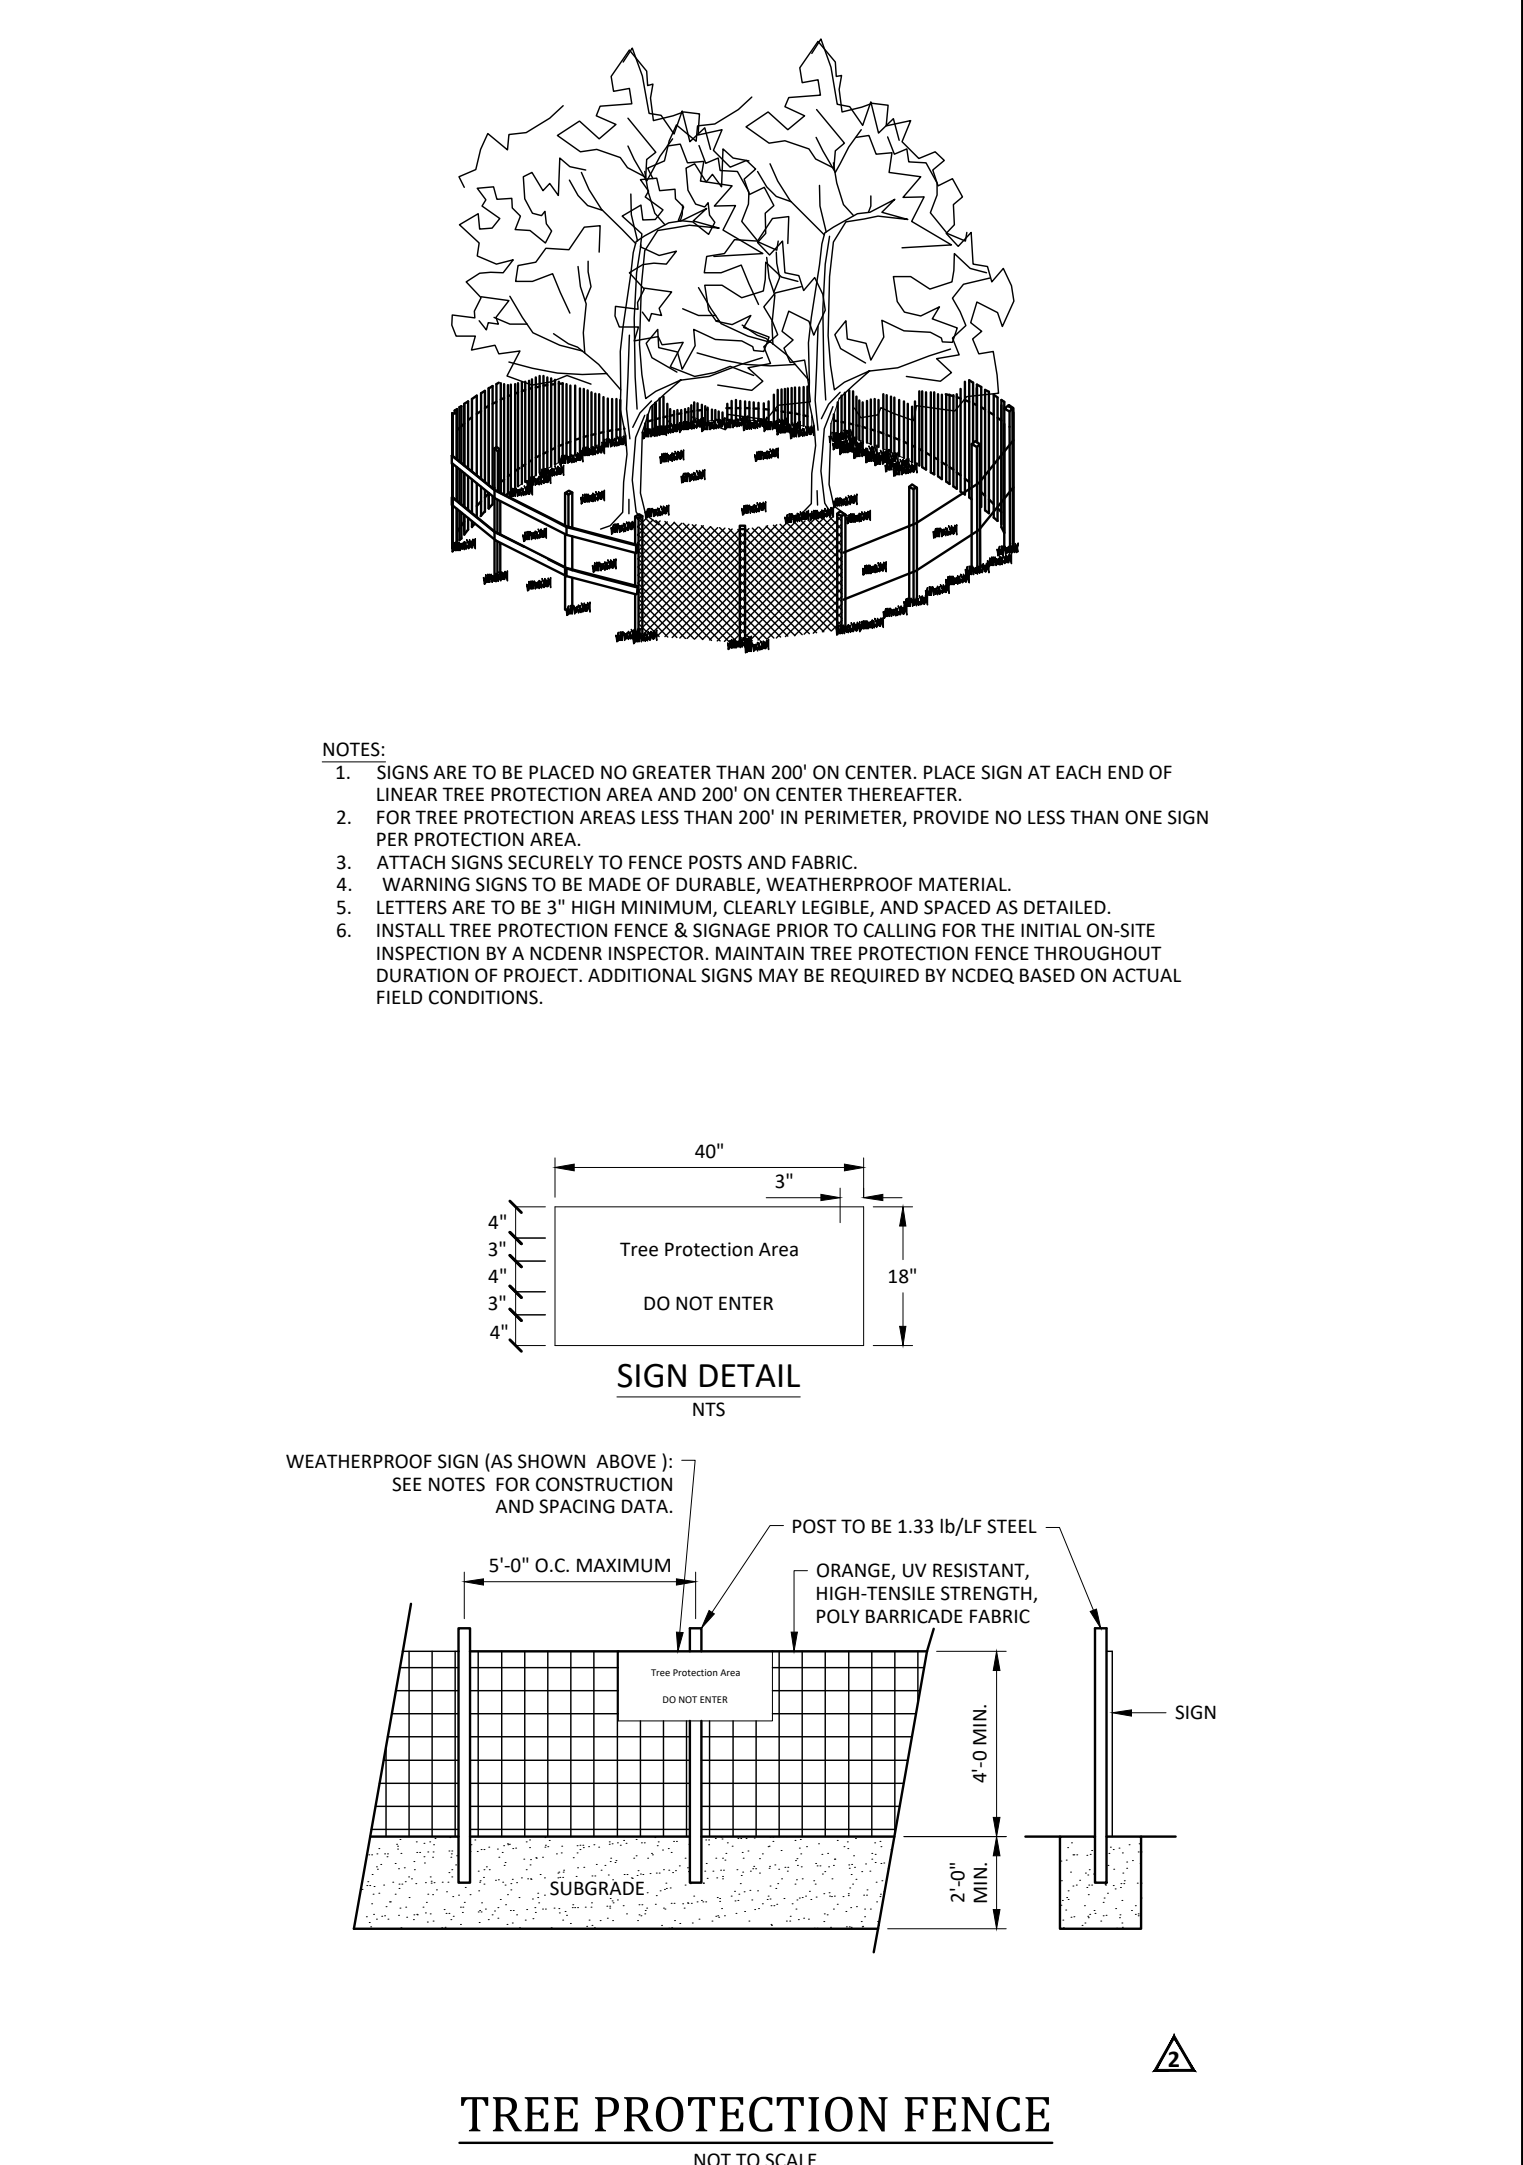 NOTES:
1. SIGNS ARE TO BE PLACED NO GREATER THAN 200' ON CENTER. PLACE SIGN AT EACH END OF
LINEAR TREE PROTECTION AREA AND 200' ON CENTER THEREAFTER.
2. FOR TREE PROTECTION AREAS LESS THAN 200' IN PERIMETER, PROVIDE NO LESS THAN ONE SIGN
PER PROTECTION AREA.
3. ATTACH SIGNS SECURELY TO FENCE POSTS AND FABRIC.
4. WARNING SIGNS TO BE MADE OF DURABLE, WEATHERPROOF MATERIAL.
5. LETTERS ARE TO BE 3" HIGH MINIMUM, CLEARLY LEGIBLE, AND SPACED AS DETAILED.
6. INSTALL TREE PROTECTION FENCE & SIGNAGE PRIOR TO CALLING FOR THE INITIAL ON-SITE
INSPECTION BY A NCDENR INSPECTOR. MAINTAIN TREE PROTECTION FENCE THROUGHOUT
DURATION OF PROJECT. ADDITIONAL SIGNS MAY BE REQUIRED BY NCDEQ BASED ON ACTUAL
FIELD CONDITIONS.
40"
3"
4"
3"
4"
3"
4"
Tree Protection Area
DO NOT ENTER
18"
SIGN DETAIL
NTS
WEATHERPROOF SIGN (AS SHOWN ABOVE ):
SEE NOTES FOR CONSTRUCTION
AND SPACING DATA.
POST TO BE 1.33 lb/LF STEEL
5'-0" O.C. MAXIMUM
ORANGE, UV RESISTANT,
HIGH-TENSILE STRENGTH,
POLY BARRICADE FABRIC
Tree Protection Area
DO NOT ENTER
SIGN
4'-0 MIN.
SUBGRADE
2'-0"
MIN.
2
TREE PROTECTION FENCE
NOT TO SCALE